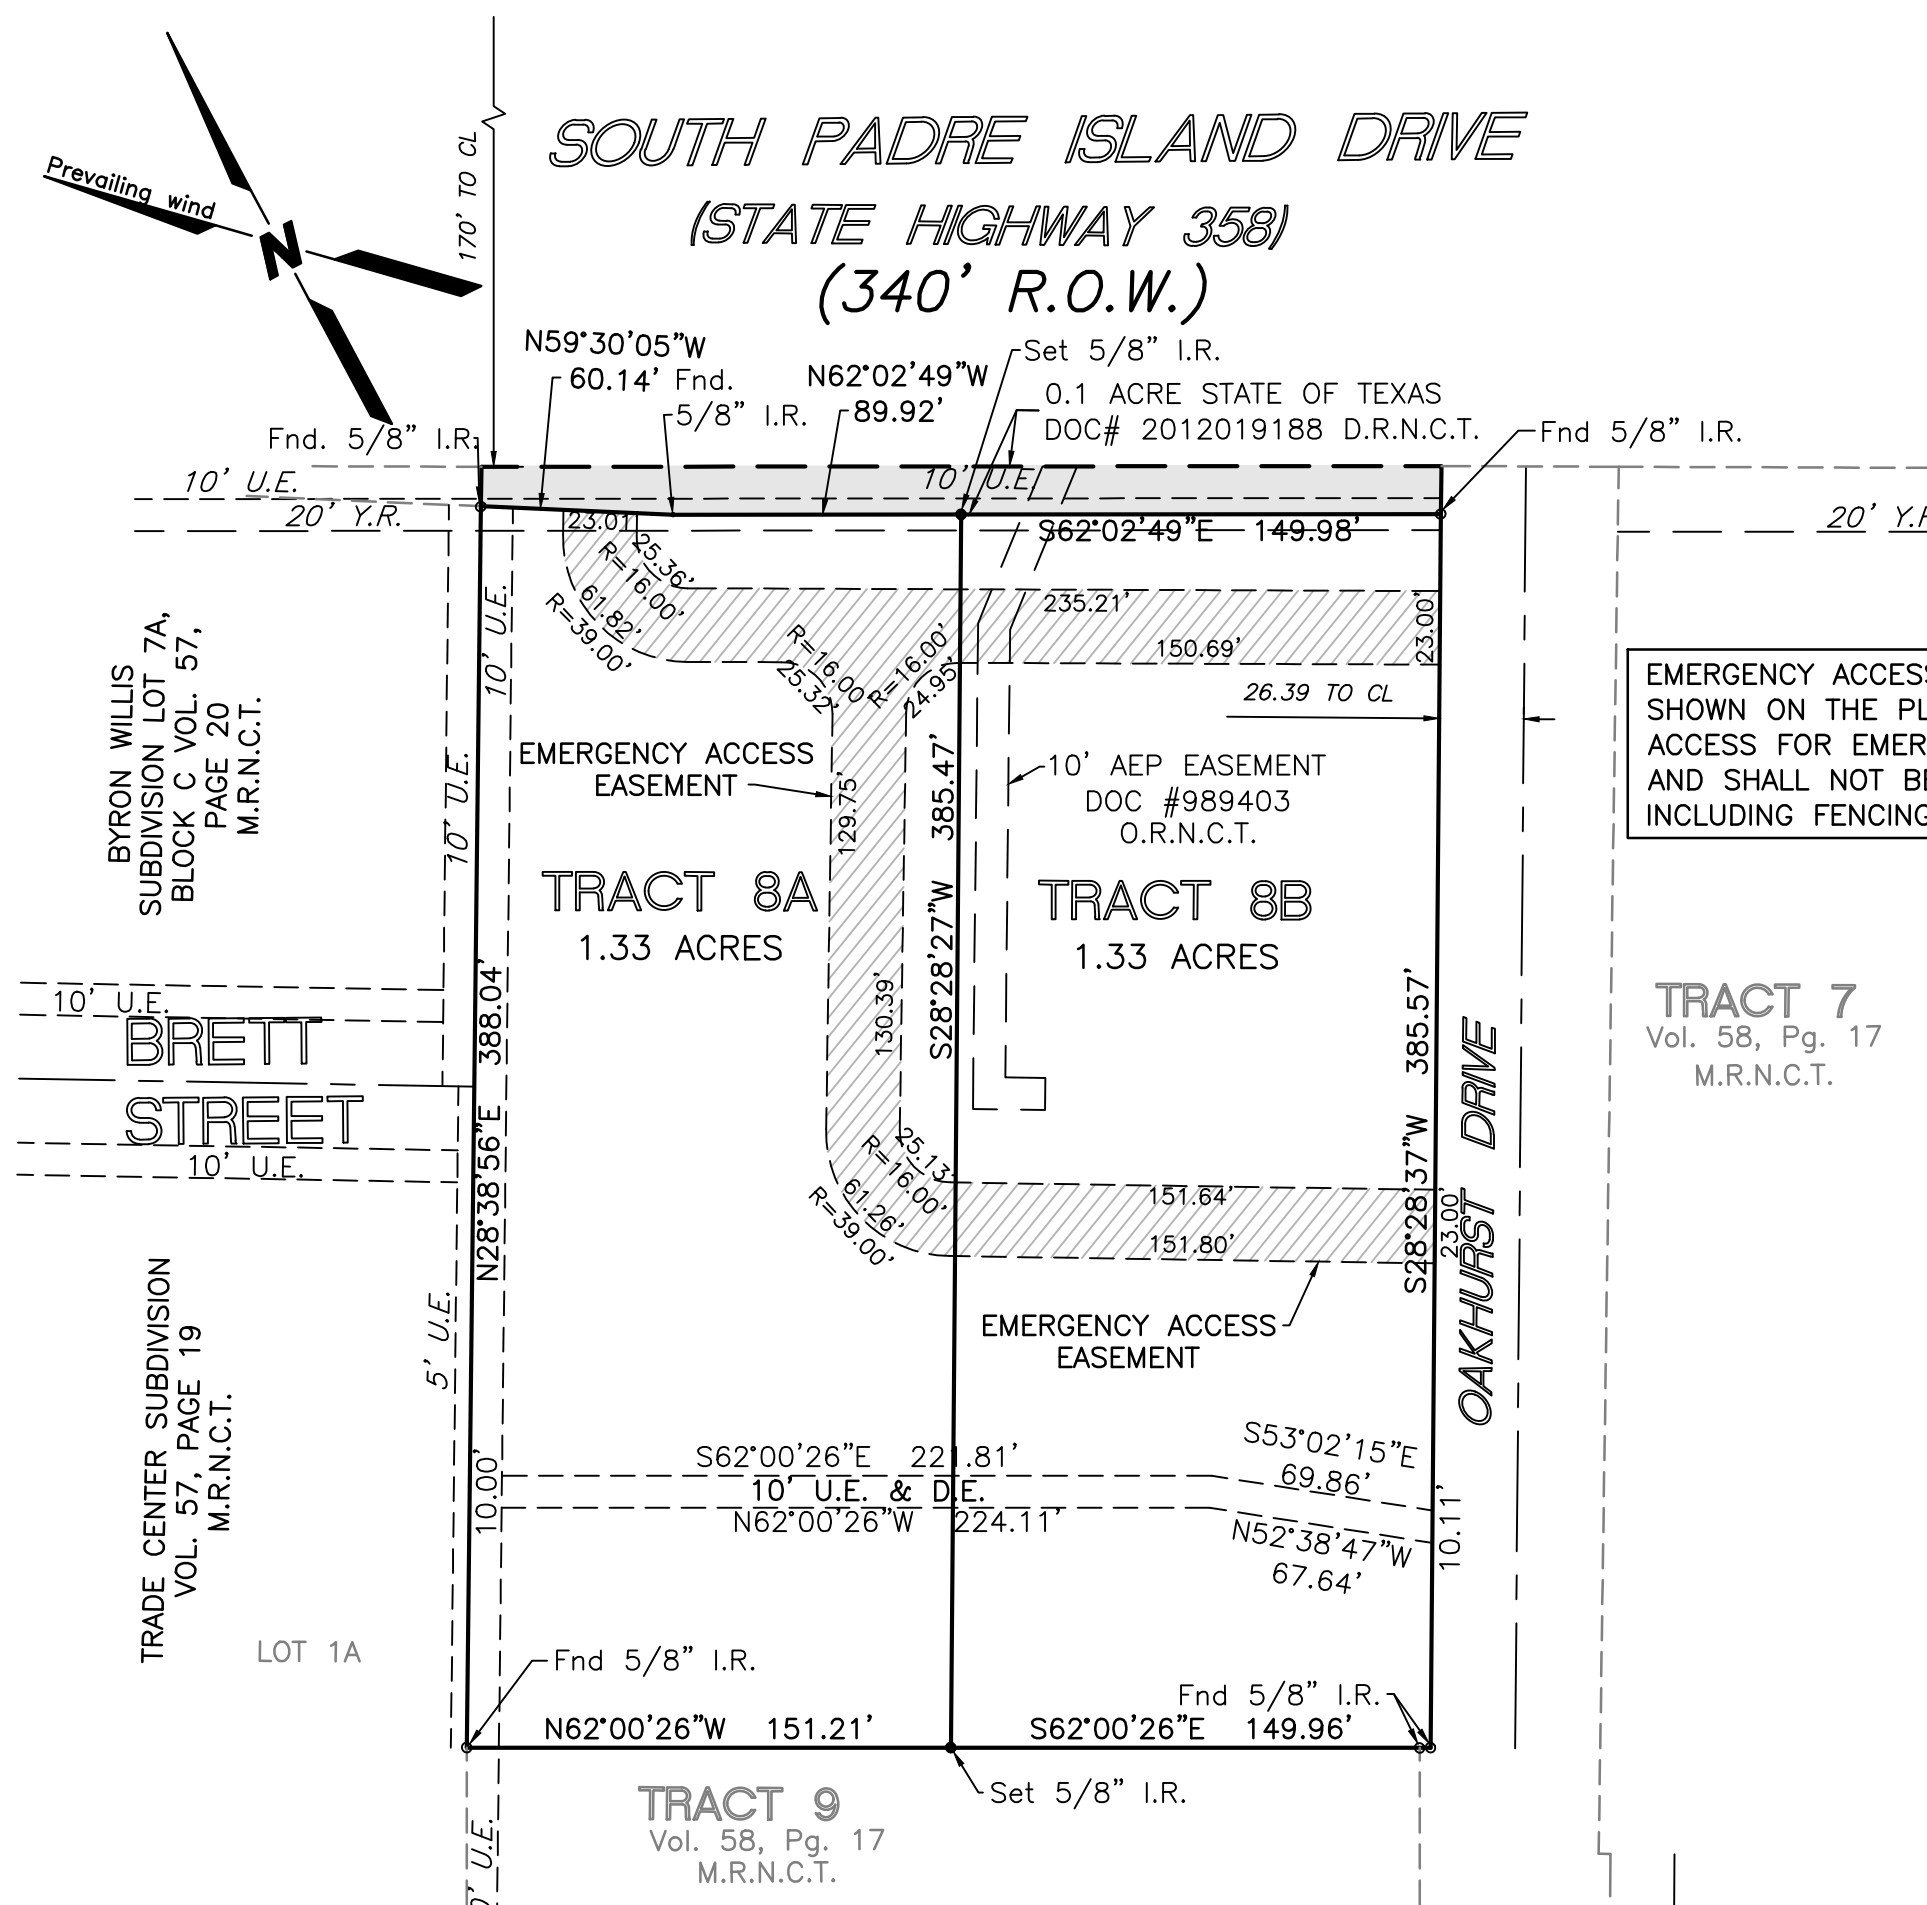 SOUTH PADRE ISLAND DRIVE
(STATE HIGHWAY 358)
(340' R.O.W.)
170' TO CL
Prevailing wind
N
N59°30'05"W
60.14' Fnd.
5/8" I.R.
N62°02'49"W
89.92'
Set 5/8" I.R.
0.1 ACRE STATE OF TEXAS
DOC# 2012019188 D.R.N.C.T.
Fnd 5/8" I.R.
Fnd. 5/8" I.R.
10' U.E.
10' U.E.
20' Y.R.
20' Y.R
23.01'
S62°02'49"E 149.98'
25.36'
R=16.00'
61.82'
R=39.00'
235.21'
23.00'
150.69'
R=16.00'
25.32'
R=16.00'
24.95'
26.39 TO CL
10' U.E.
10' U.E.
BYRON WILLIS
SUBDIVISION LOT 7A,
BLOCK C VOL. 57,
PAGE 20
M.R.N.C.T.
EMERGENCY ACCESS
SHOWN ON THE PL
ACCESS FOR EMER
AND SHALL NOT BE
INCLUDING FENCING
EMERGENCY ACCESS
EASEMENT
129.75'
385.47'
S28°28'27"W
10' AEP EASEMENT
DOC #989403
O.R.N.C.T.
TRACT 8A
1.33 ACRES
TRACT 8B
1.33 ACRES
130.39'
385.57'
S28°28'37"W
388.04'
N28°38'56"E
10' U.E.
BRETT
STREET
10' U.E.
TRACT 7
Vol. 58, Pg. 17
M.R.N.C.T.
OAKHURST DRIVE
25.13'
R=16.00'
61.26'
R=39.00'
151.64'
23.00'
151.80'
EMERGENCY ACCESS
EASEMENT
5' U.E.
TRADE CENTER SUBDIVISION
VOL. 57, PAGE 19
M.R.N.C.T.
S62°00'26"E 221.81'
10' U.E. & D.E.
N62°00'26"W 224.11'
10.00'
S53°02'15"E
69.86'
N52°38'47"W
67.64'
10.11'
LOT 1A
Fnd 5/8" I.R.
Fnd 5/8" I.R.
N62°00'26"W 151.21'
S62°00'26"E 149.96'
Set 5/8" I.R.
TRACT 9
Vol. 58, Pg. 17
M.R.N.C.T.
0' U.E.